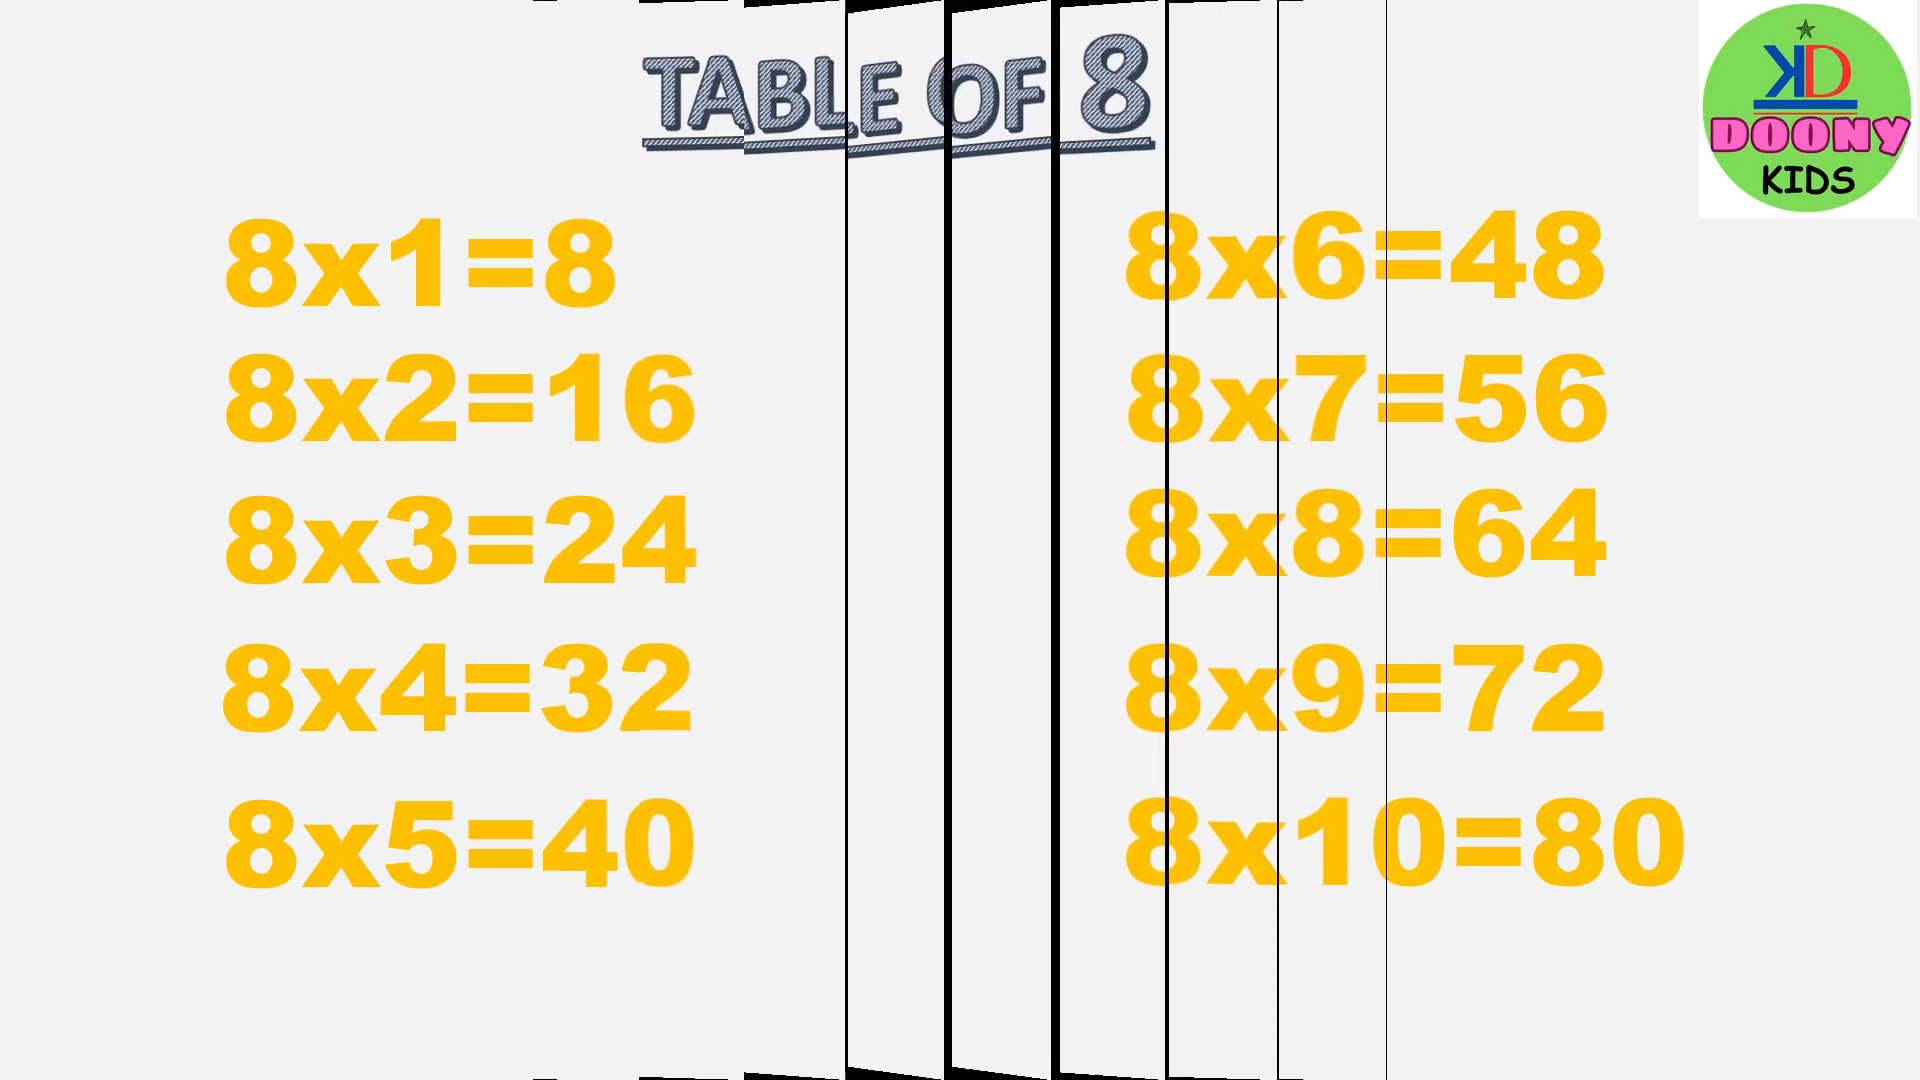 TABLE OF 8
8x1=8
8x2=16
8x3=24
8x4=32
8x5=40
8x6=48
8x7=56
8x8=64
8x9=72
8x10=80
KD
DOONY
KIDS